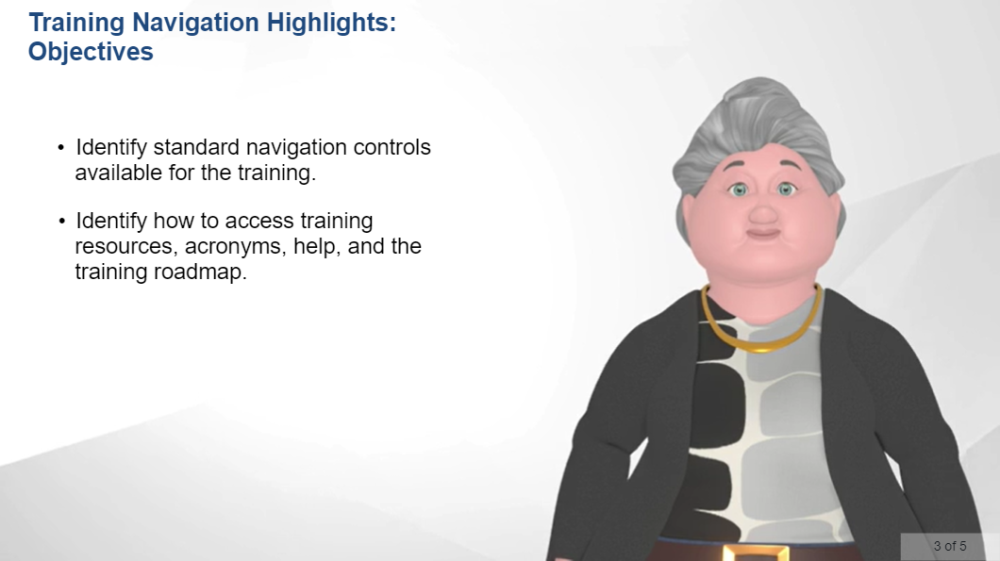 Training Navigation Highlights:
Objectives
• Identify standard navigation controls
available for the training.
• Identify how to access training
resources, acronyms, help, and the
training roadmap.
3 of 5